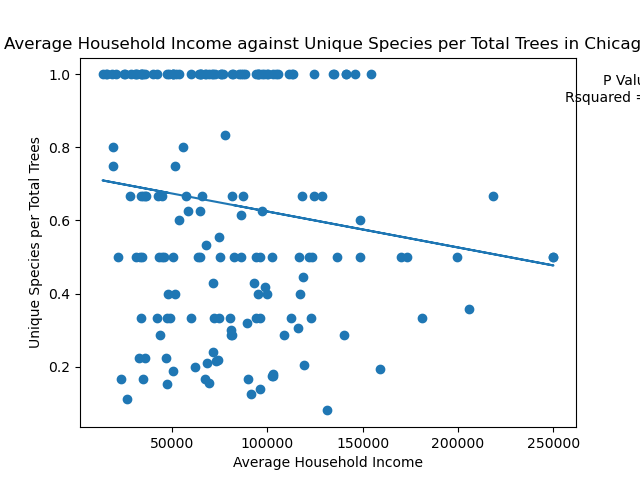 Average Household Income against Unique Species per Total Trees in Chicag
P Valu
Rsquared =
1.0
0.8
0.6
0.4
0.2
Unique Species per Total Trees
50000 100000 150000 200000 250000
Average Household Income